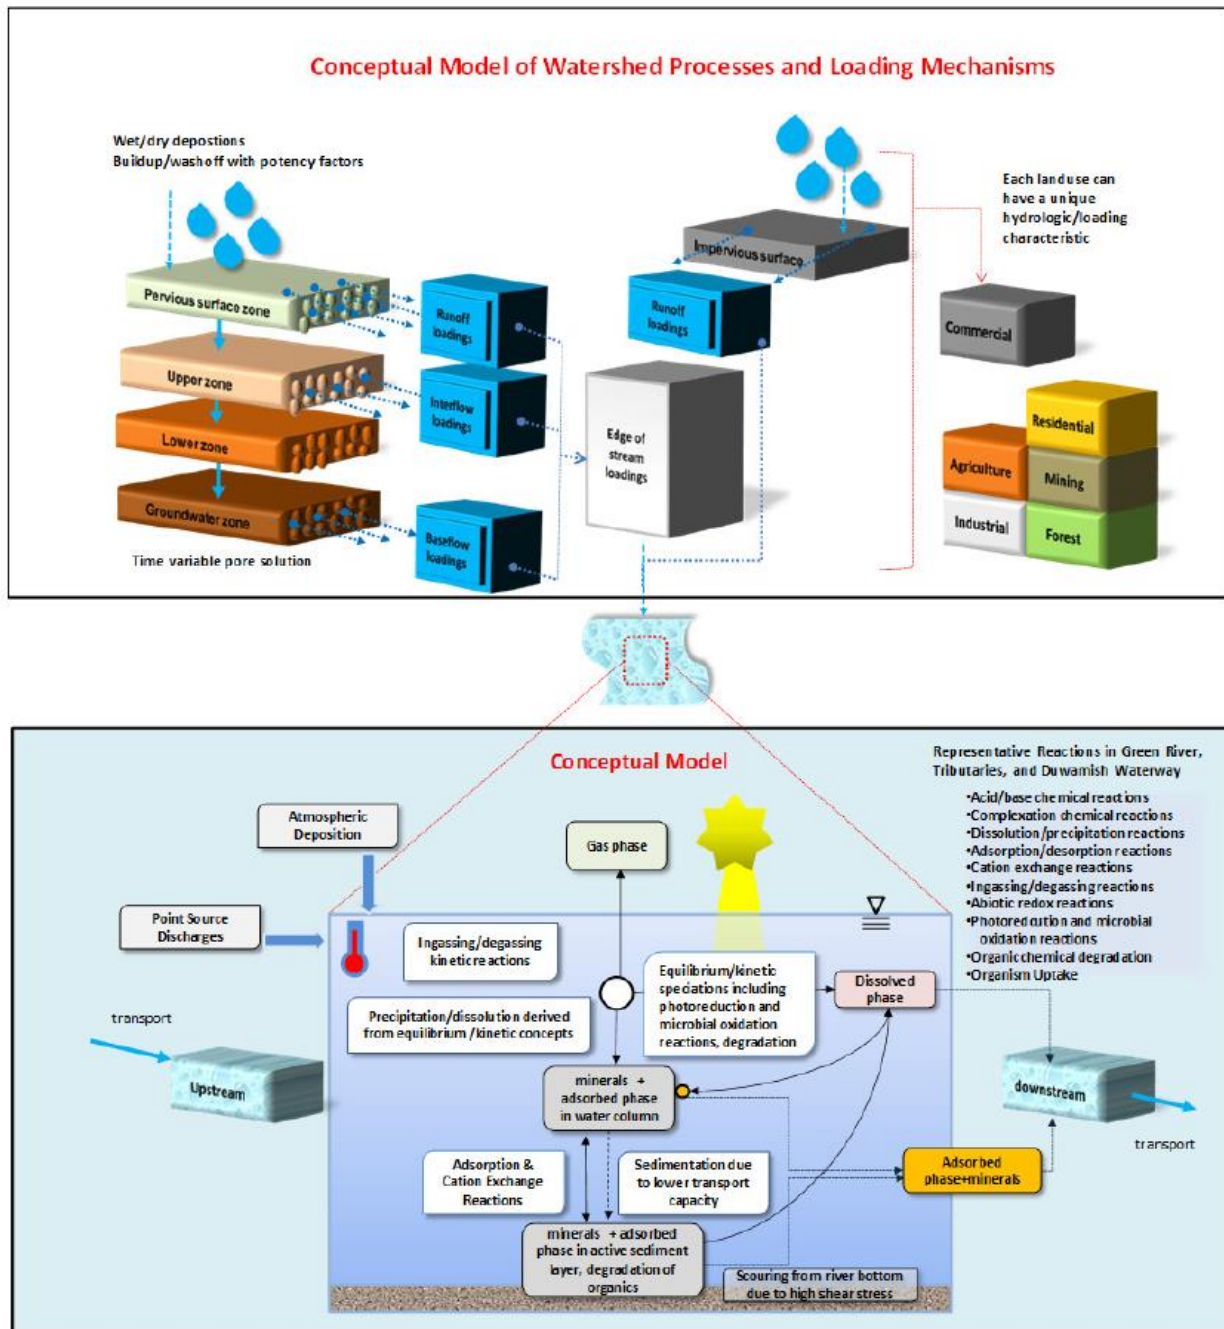 Conceptual Model of Watershed Processes and Loading Mechanisms
Wet/dry depostions
Buildup/washoff with potency factors
Pervious surface zone
Upper zone
Lower zone
Groundwater zone
Time variable pore solution
Runoff
loadings
Interflow
loadings
Baseflow
loadings
Impervious surface
Runoff
loadings
Edge of
stream
loadings
Each landuse can
have a unique
hydrologic/loading
characteristic
Commercial
Residential
Agriculture
Mining
Industrial
Forest
Conceptual Model
Representative Reactions in Green River,
Tributaries, and Duwamish Waterway
•Acid/base chemical reactions
•Complexation chemical reactions
•Dissolution/precipitation reactions
•Adsorption/desorption reactions
•Cation exchange reactions
•Ingassing/degassing reactions
•Abiotic redox reactions
•Photoredcution and microbial
oxidation reactions
•Organic chemical degradation
•Organism Uptake
Atmospheric
Deposition
Point Source
Discharges
Gas phase
Ingassing/degassing
kinetic reactions
Precipitation/dissolution derived
from equilibrium /kinetic concepts
Equilibrium/kinetic
speciations including
photoreduction and
microbial oxidation
reactions, degradation
Dissolved
phase
transport
Upstream
minerals + 
adsorbed phase
in water column
Adsorption &
Cation Exchange
Reactions
Sedimentation due
to lower transport
capacity
minerals + adsorbed
phase in active sediment
layer, degradation of
organics
Scouring from river bottom
due to high shear stress
Adsorbed
phase+minerals
downstream
transport